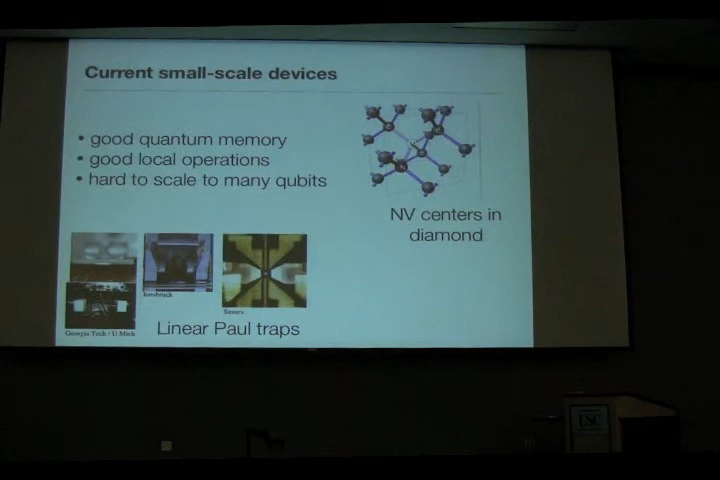 Current small-scale devices
• good quantum memory
• good local operations
• hard to scale to many qubits
NV centers in
diamond
Innsbruck
Sussex
Georgia Tech / U Mich
Linear Paul traps
USC